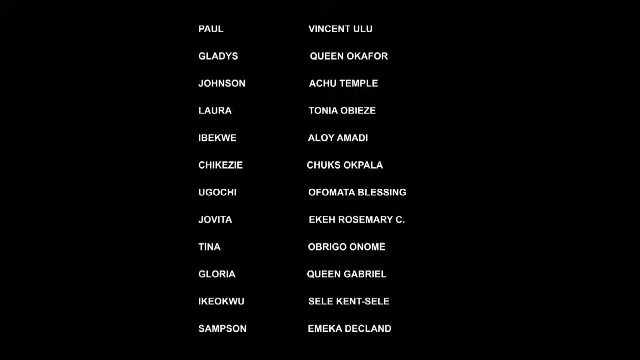 PAUL VINCENT ULU
GLADYS QUEEN OKAFOR
JOHNSON ACHU TEMPLE
LAURA TONIA OBIEZE
IBEKWE ALOY AMADI
CHIKEZIE CHUKS OKPALA
UGOCHI OFOMATA BLESSING
JOVITA EKEH ROSEMARY C.
TINA OBRIGO ONOME
GLORIA QUEEN GABRIEL
IKEOKWU SELE KENT-SELE
SAMPSON EMEKA DECLAND